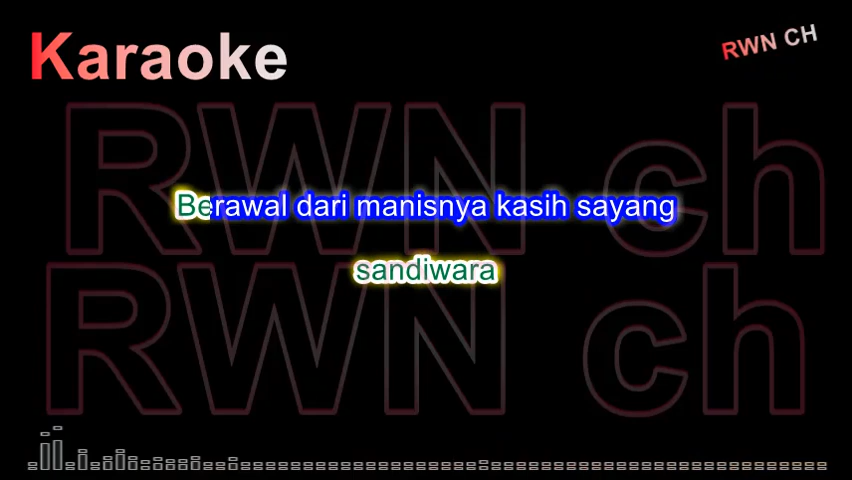 Karaoke
RWN CH
RWN ch
Berawal dari manisnya kasih sayang
sandiwara
RWN ch